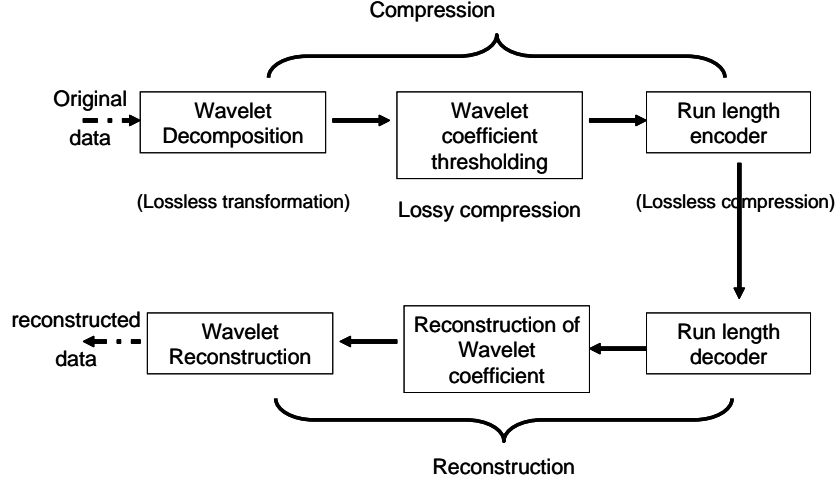 Compression
Original
data
Wavelet
Decomposition
Wavelet
coefficient
thresholding
Run length
encoder
(Lossless transformation)
Lossy compression
(Lossless compression)
reconstructed
data
Wavelet
Reconstruction
Reconstruction of
Wavelet
coefficient
Run length
decoder
Reconstruction